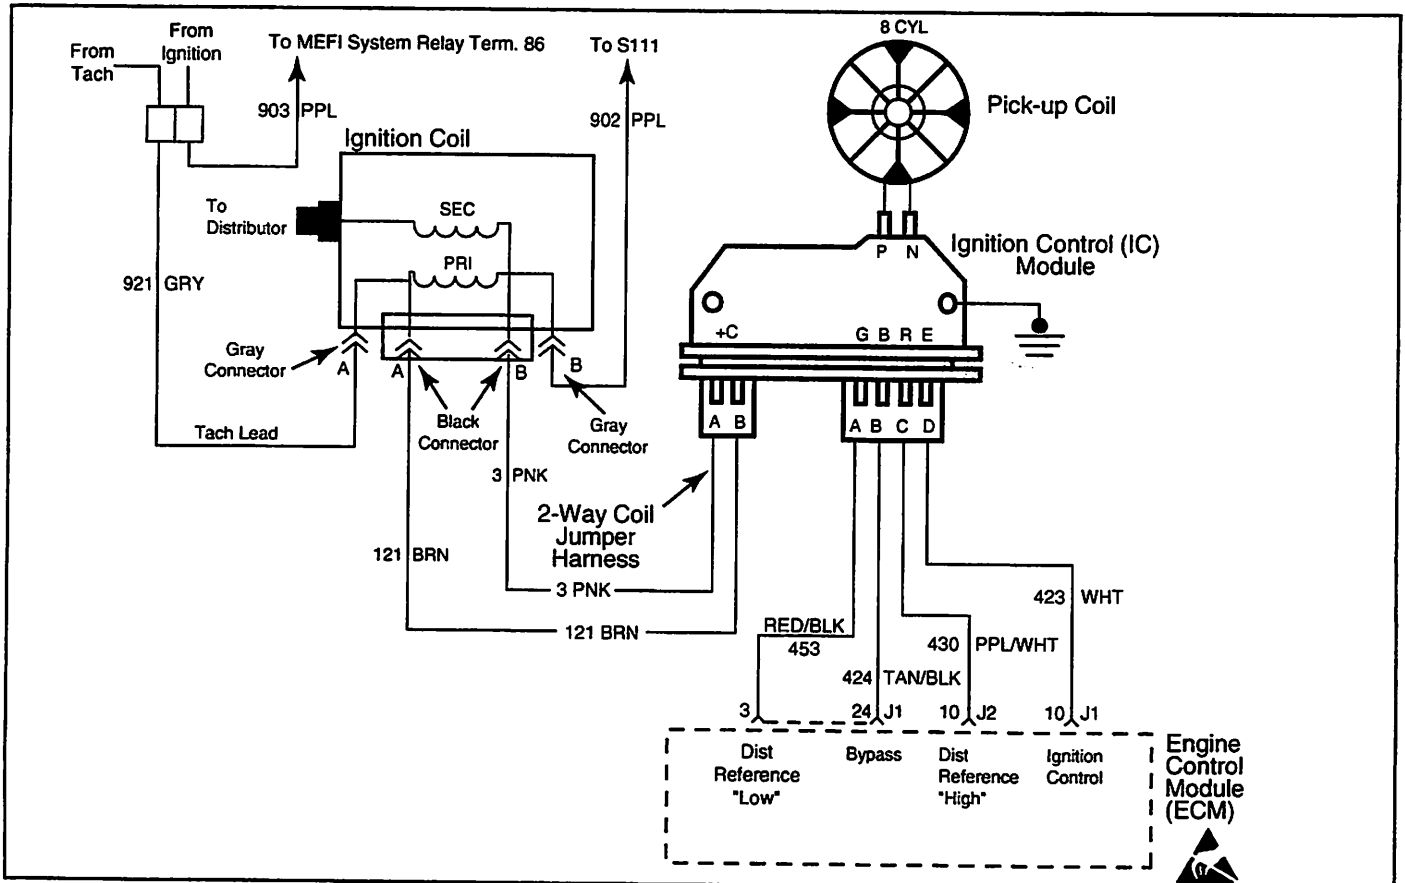 8 CYL
From
Tach
From
Ignition
To MEFI System Relay Term. 86
To S111
903 PPL
902 PPL
Pick-up Coil
Ignition Coil
To
Distributor
SEC
PRI
P N
Ignition Control (IC)
Module
921 GRY
+C
G B R E
Gray
Connector
A
A
B
B
Black
Connector
Gray
Connector
A B
A B C D
Tach Lead
3 PNK
2-Way Coil
Jumper
Harness
121 BRN
3 PNK
121 BRN
423 WHT
RED/BLK
453
430 PPL/WHT
424 TAN/BLK
3
24 J1
10 J2
10 J1
Dist
Reference
"Low"
Bypass
Dist
Reference
"High"
Ignition
Control
Engine
Control
Module
(ECM)